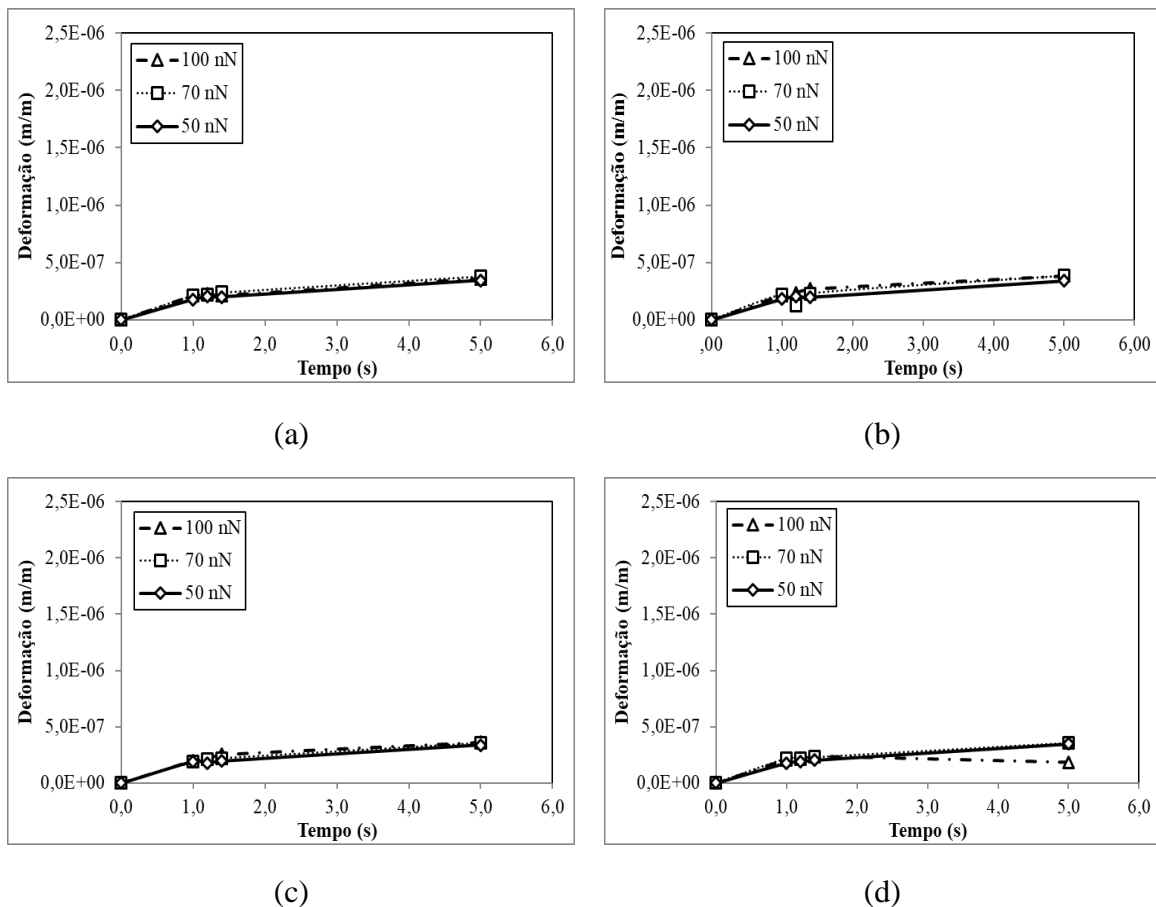 2,5E-06
2,0E-06
1,5E-06
1,0E-06
5,0E-07
0,0E+00
Deformação (m/m)
100 nN
70 nN
50 nN
0,0 1,0 2,0 3,0 4,0 5,0 6,0
Tempo (s)
(a)
2,5E-06
2,0E-06
1,5E-06
1,0E-06
5,0E-07
0,0E+00
Deformação (m/m)
100 nN
70 nN
50 nN
,00 1,00 2,00 3,00 4,00 5,00 6,00
Tempo (s)
(b)
2,5E-06
2,0E-06
1,5E-06
1,0E-06
5,0E-07
0,0E+00
Deformação (m/m)
100 nN
70 nN
50 nN
0,0 1,0 2,0 3,0 4,0 5,0 6,0
Tempo (s)
(c)
2,5E-06
2,0E-06
1,5E-06
1,0E-06
5,0E-07
0,0E+00
Deformação (m/m)
100 nN
70 nN
50 nN
0,0 1,0 2,0 3,0 4,0 5,0 6,0
Tempo (s)
(d)